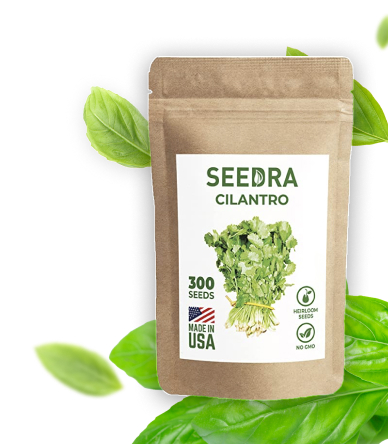 SEEDRA
CILANTRO
300
SEEDS
MADE IN
USA
HEIRLOOM
SEEDS
NO GMO